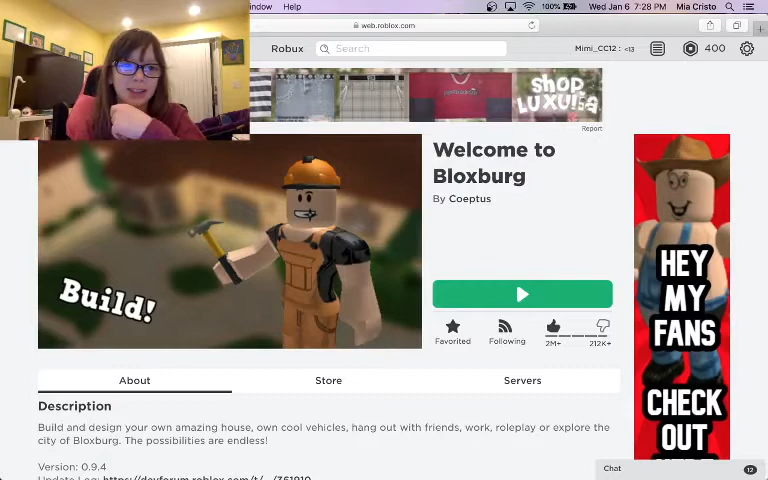 indow Help 100% Wed Jan 6 7:28 PM Mia Cristo
web.roblox.com
Robux Search Mimi_CC12 : <13 400
shop
Report
Welcome to
Bloxburg
By Coeptus
Build!
Favorited Following 2M+ 212K+
HEY
MY
FANS
CHECK
OUT
About Store Servers
Description
Build and design your own amazing house, own cool vehicles, hang out with friends, work, roleplay or explore the
city of Bloxburg. The possibilities are endless!
Version: 0.9.4
Chat 12